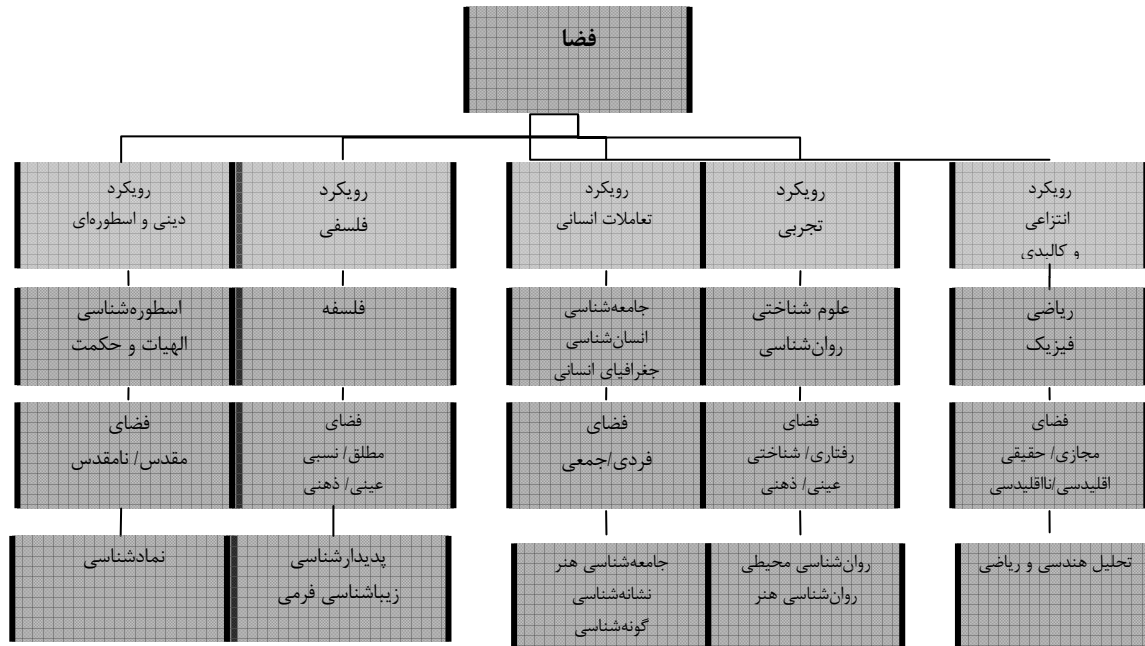 فضا
رویکرد
انتزاعی
و کالبدی
رویکرد
تجربی
رویکرد
تعاملات انسانی
رویکرد
فلسفی
رویکرد
دینی و اسطوره‌ای
ریاضی
فیزیک
علوم شناختی
روان‌شناسی
جامعه‌شناسی
انسان‌شناسی
جغرافیای انسانی
فلسفه
اسطوره‌شناسی
الهیات و حکمت
فضای
مجازی/ حقیقی
اقلیدسی/نااقلیدسی
فضای
رفتاری/ شناختی
عینی/ ذهنی
فضای
فردی/جمعی
فضای
مطلق/ نسبی
عینی/ ذهنی
فضای
مقدس/ نامقدس
تحلیل هندسی و ریاضی
روان‌شناسی محیطی
روان‌شناسی هنر
جامعه‌شناسی هنر
نشانه‌شناسی
گونه‌شناسی
پدیدارشناسی
زیباشناسی فرمی
نمادشناسی